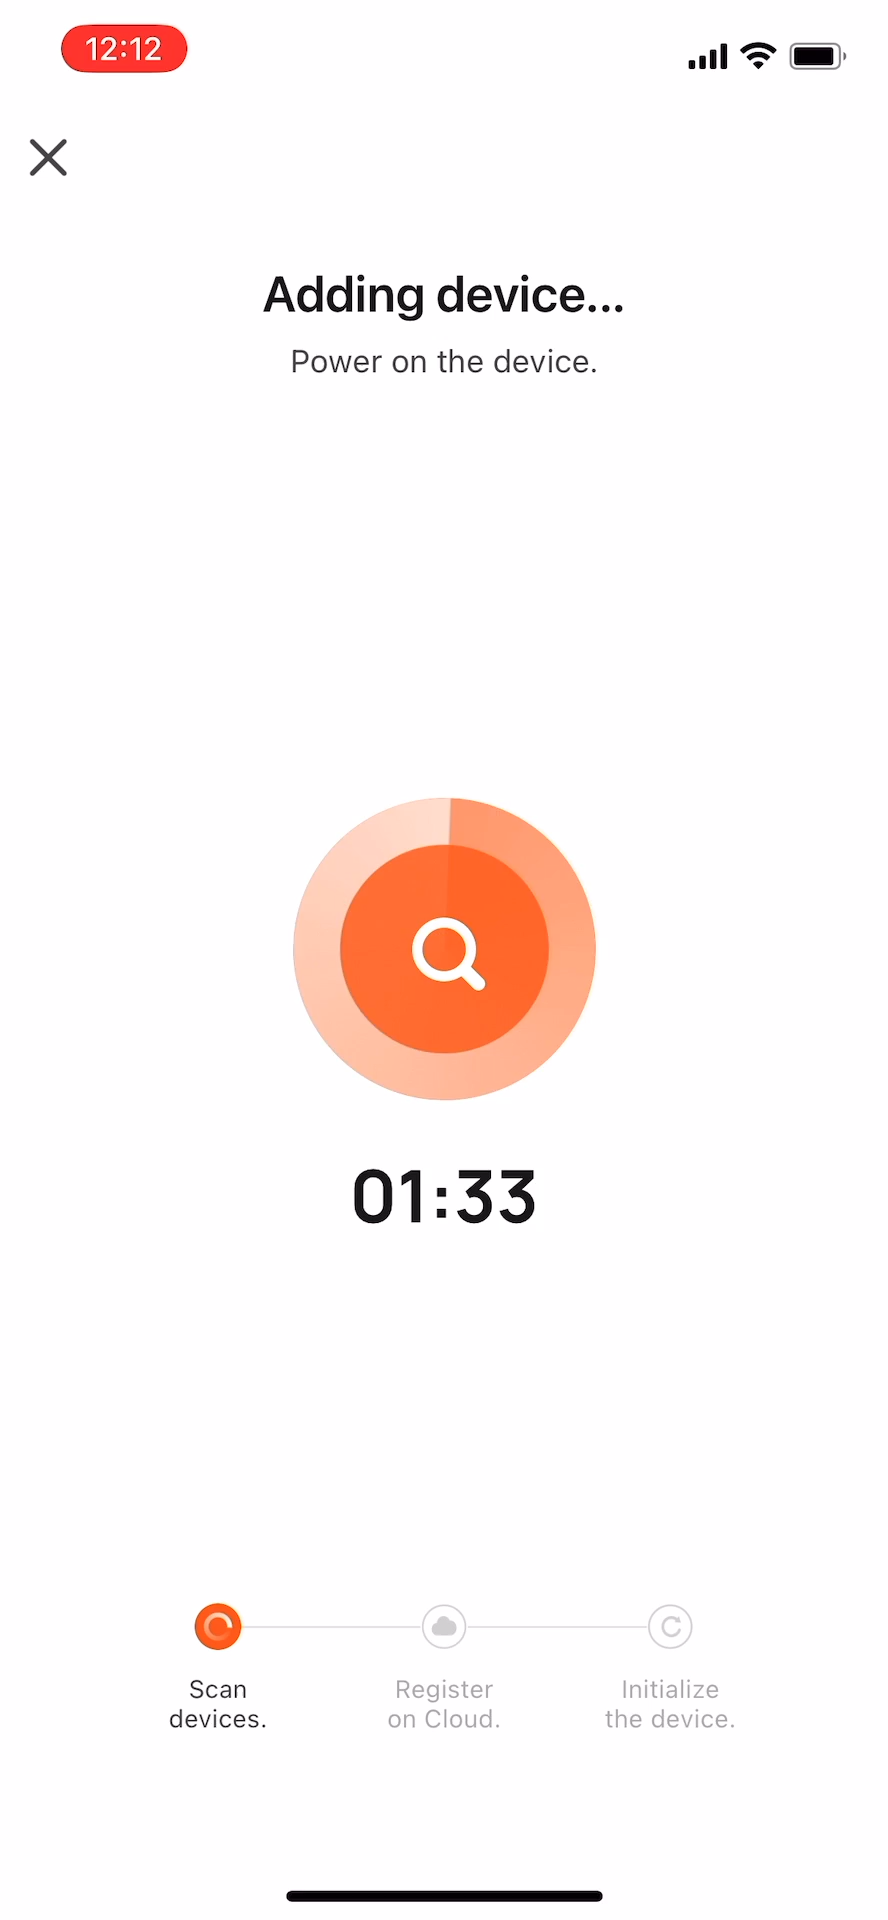 12:12
Adding device...
Power on the device.
01:33
Scan
devices.
Register
on Cloud.
Initialize
the device.